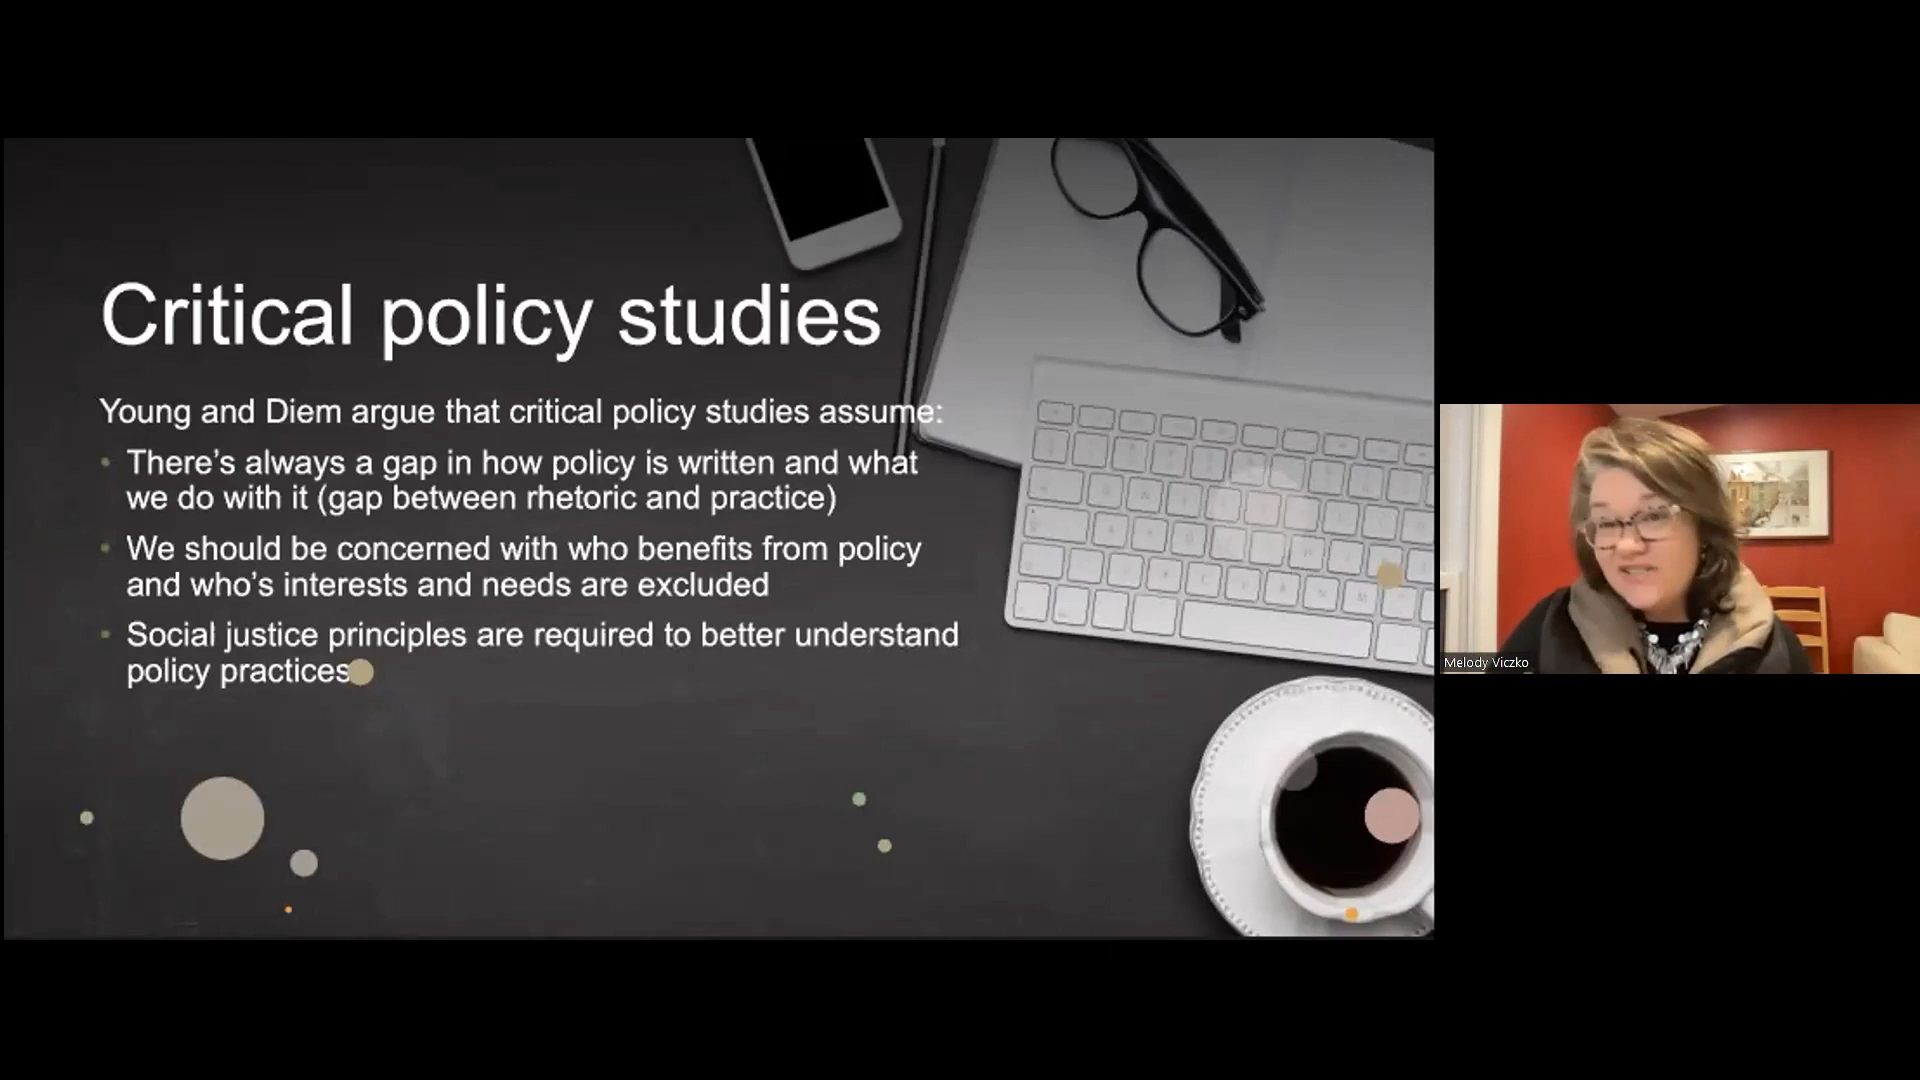 Critical policy studies
Young and Diem argue that critical policy studies assume:
• There’s always a gap in how policy is written and what
we do with it (gap between rhetoric and practice)
• We should be concerned with who benefits from policy
and who’s interests and needs are excluded
• Social justice principles are required to better understand
policy practices
Melody Viczko